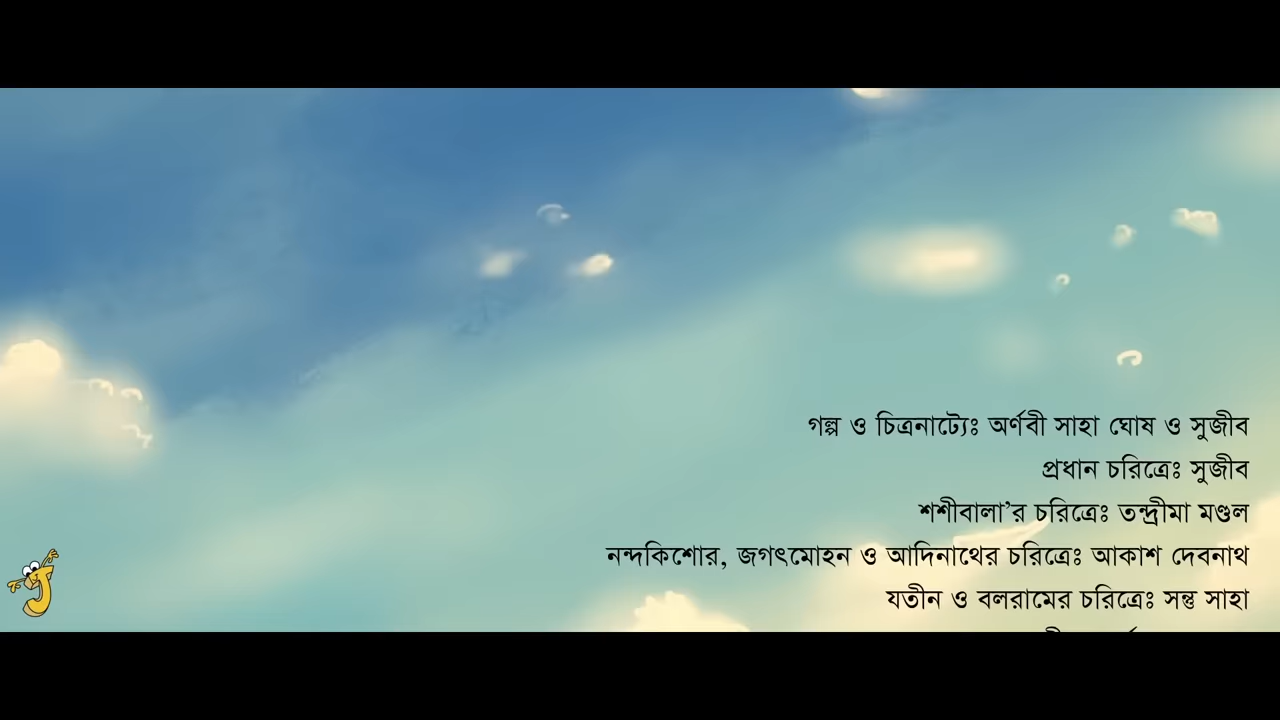 গল্প ও চিত্রনাট্যেঃ অর্ণবী সাহা ঘোষ ও সুজীব
প্রধান চরিত্রেঃ সুজীব
শশীবালা’র চরিত্রেঃ তন্দ্রীমা মণ্ডল
নন্দকিশোর, জগৎমোহন ও আদিনাথের চরিত্রেঃ আকাশ দেবনাথ
যতীন ও বলরামের চরিত্রেঃ সন্তু সাহা